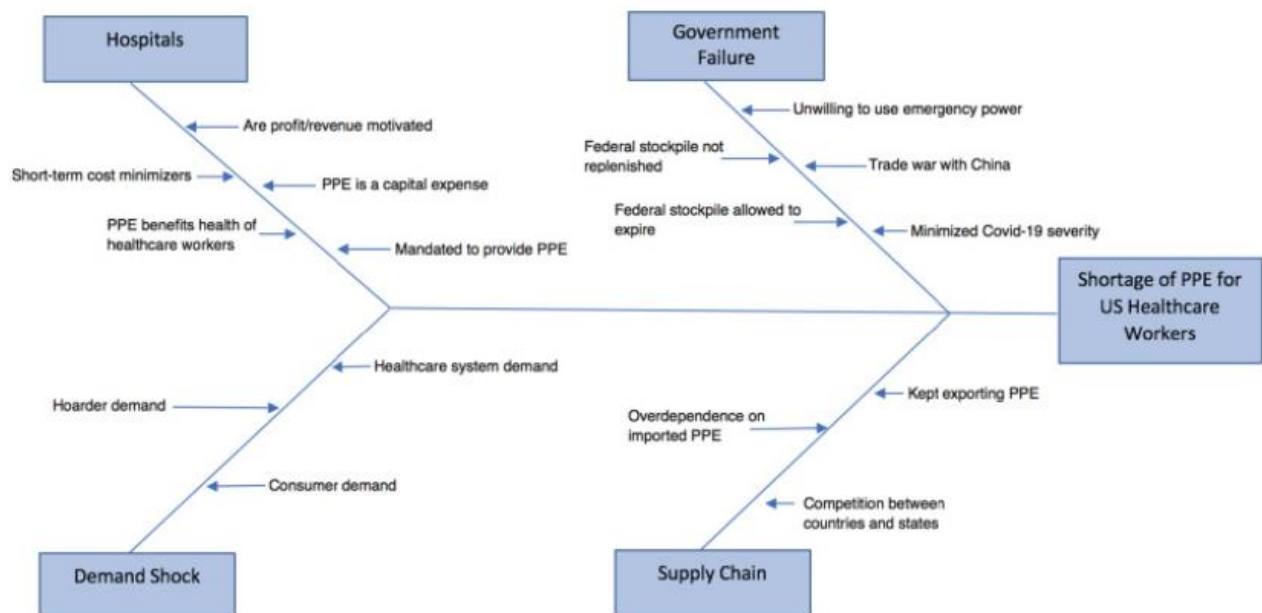 Hospitals
Are profit/revenue motivated
Short-term cost minimizers
PPE is a capital expense
PPE benefits health of
healthcare workers
Mandated to provide PPE
Government
Failure
Unwilling to use emergency power
Federal stockpile not
replenished
Trade war with China
Federal stockpile allowed to
expire
Minimized Covid-19 severity
Shortage of PPE for
US Healthcare
Workers
Healthcare system demand
Hoarder demand
Consumer demand
Demand Shock
Kept exporting PPE
Overdependence on
imported PPE
Competition between
countries and states
Supply Chain